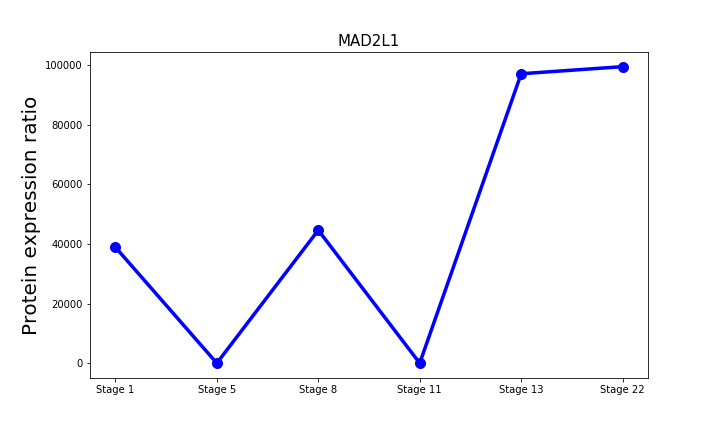 MAD2L1
Protein expression ratio
100000
80000
60000
40000
20000
0
Stage 1 Stage 5 Stage 8 Stage 11 Stage 13 Stage 22